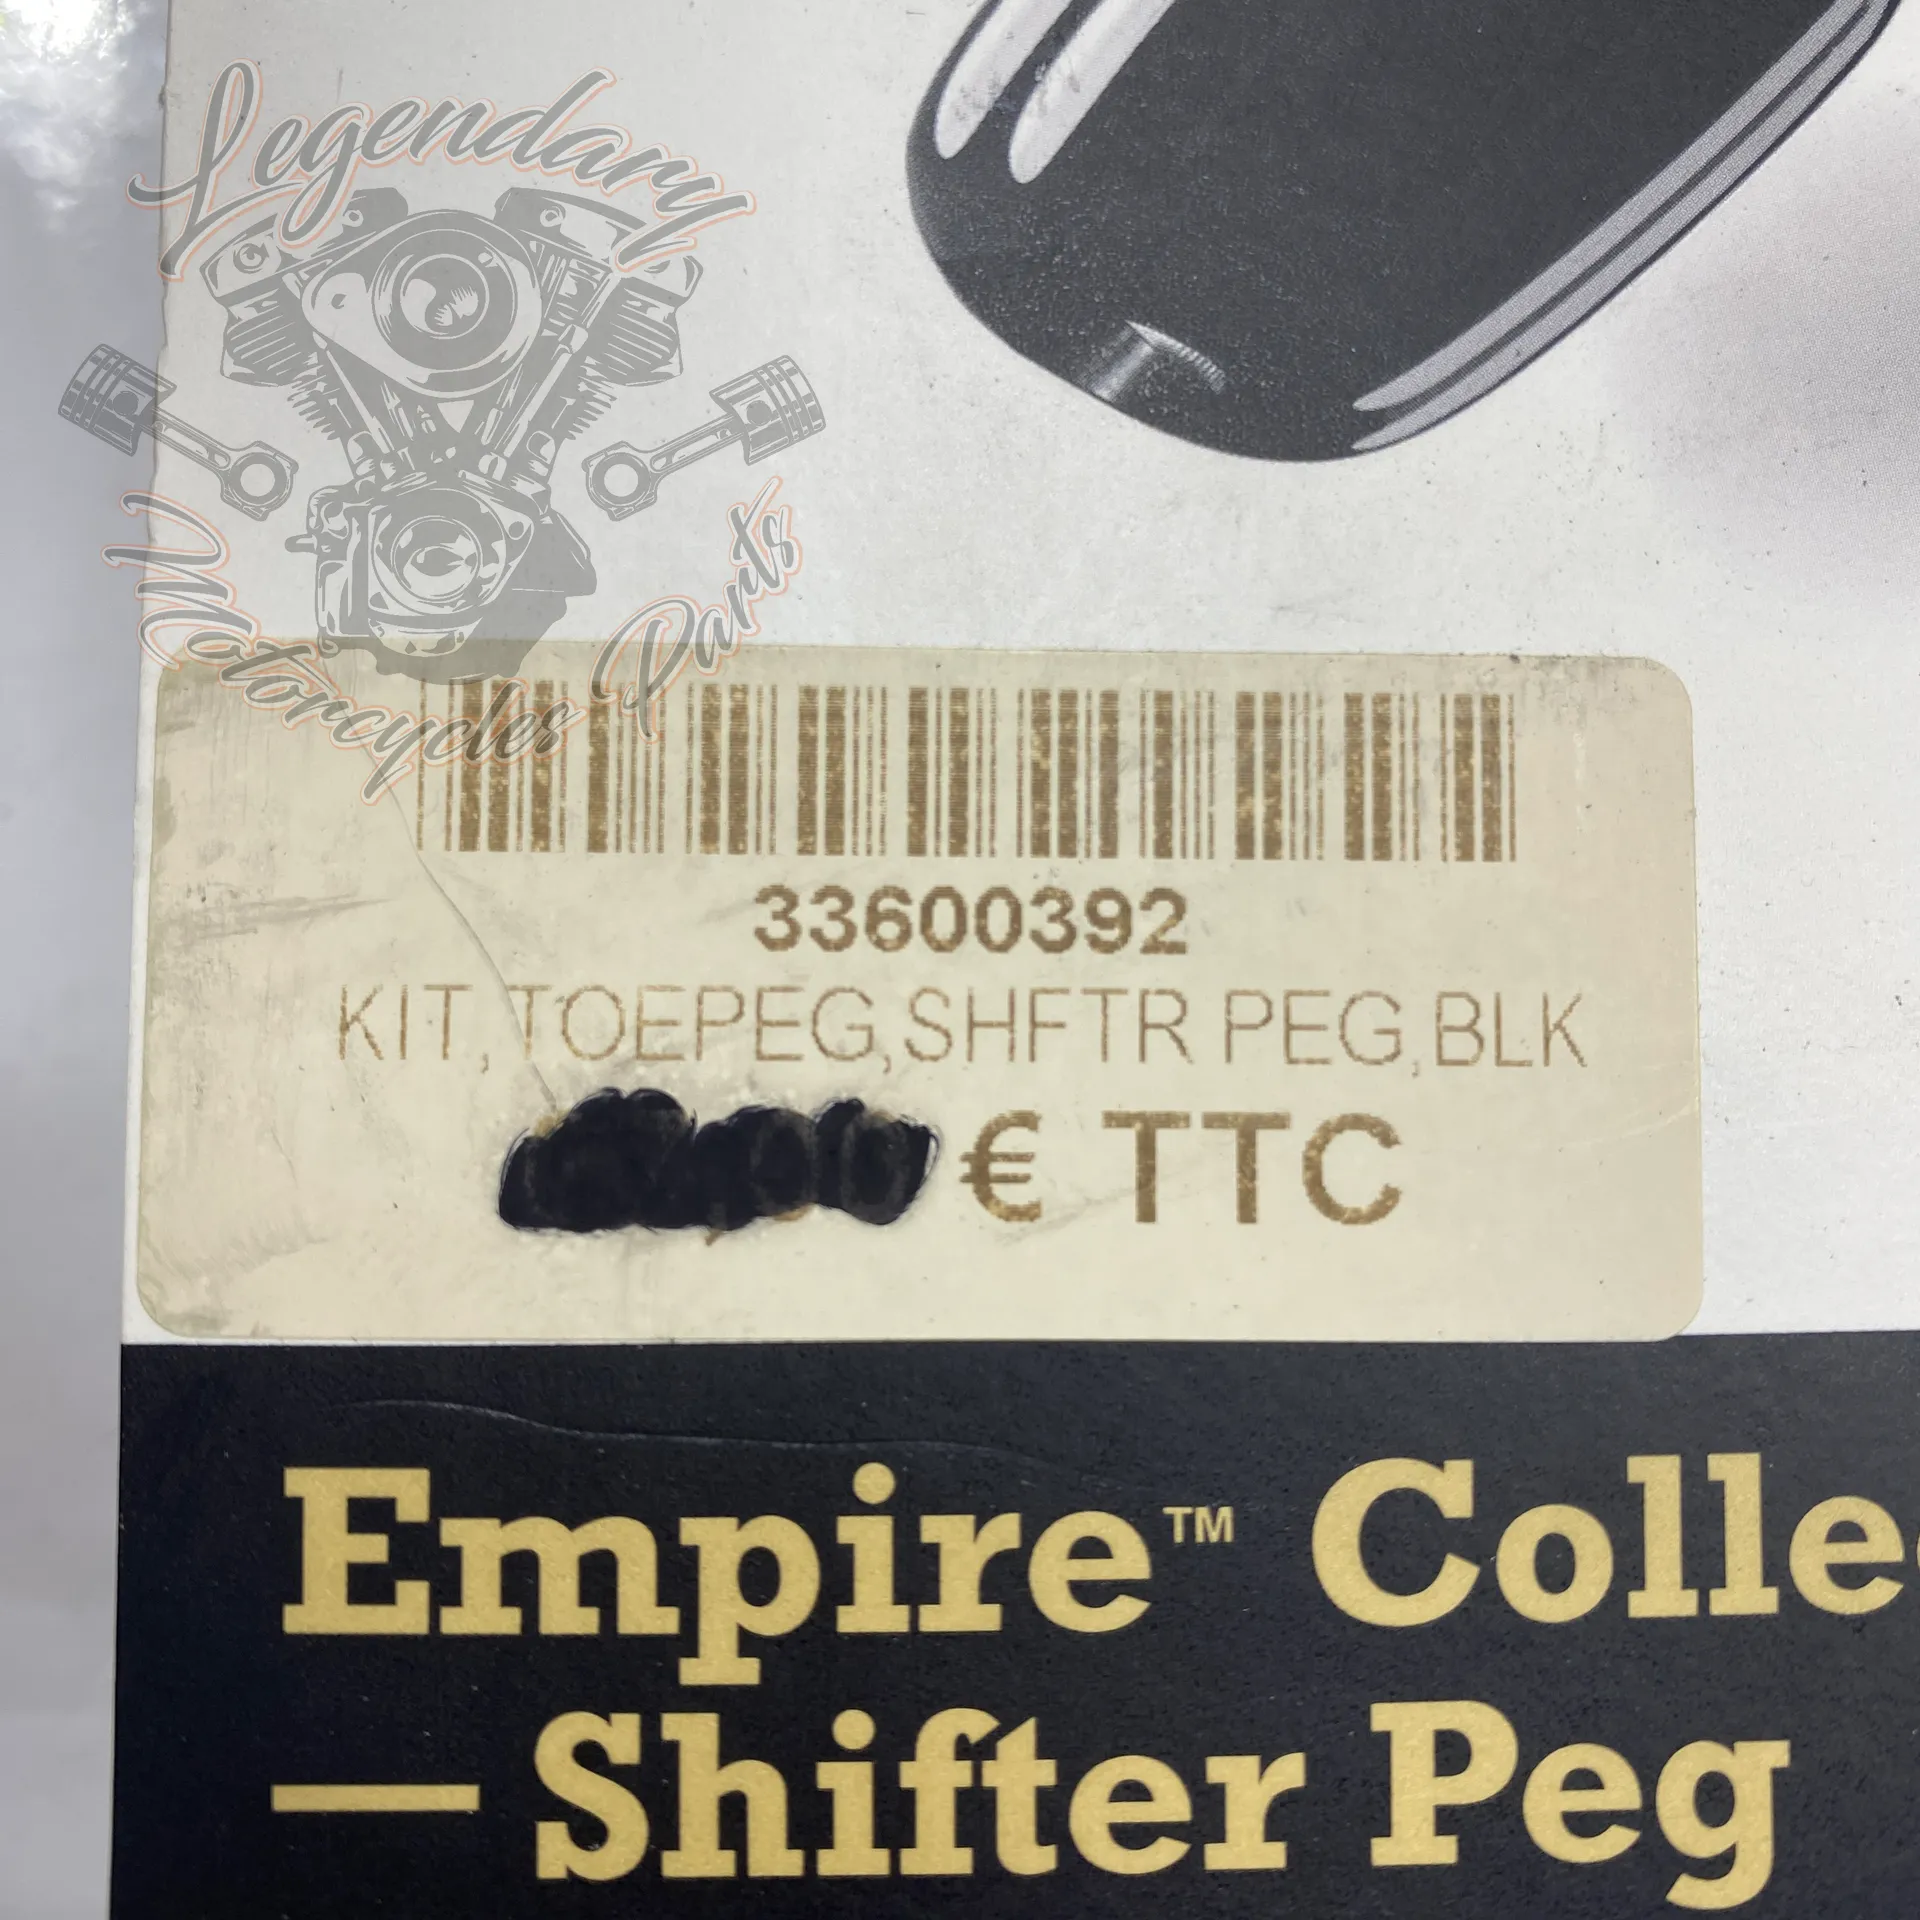 Legendary
Motorcycles Parts
33600392
KIT,TOEPEG,SHFTR PEG,BLK
€ TTC
Empire™ Colle
— Shifter Peg